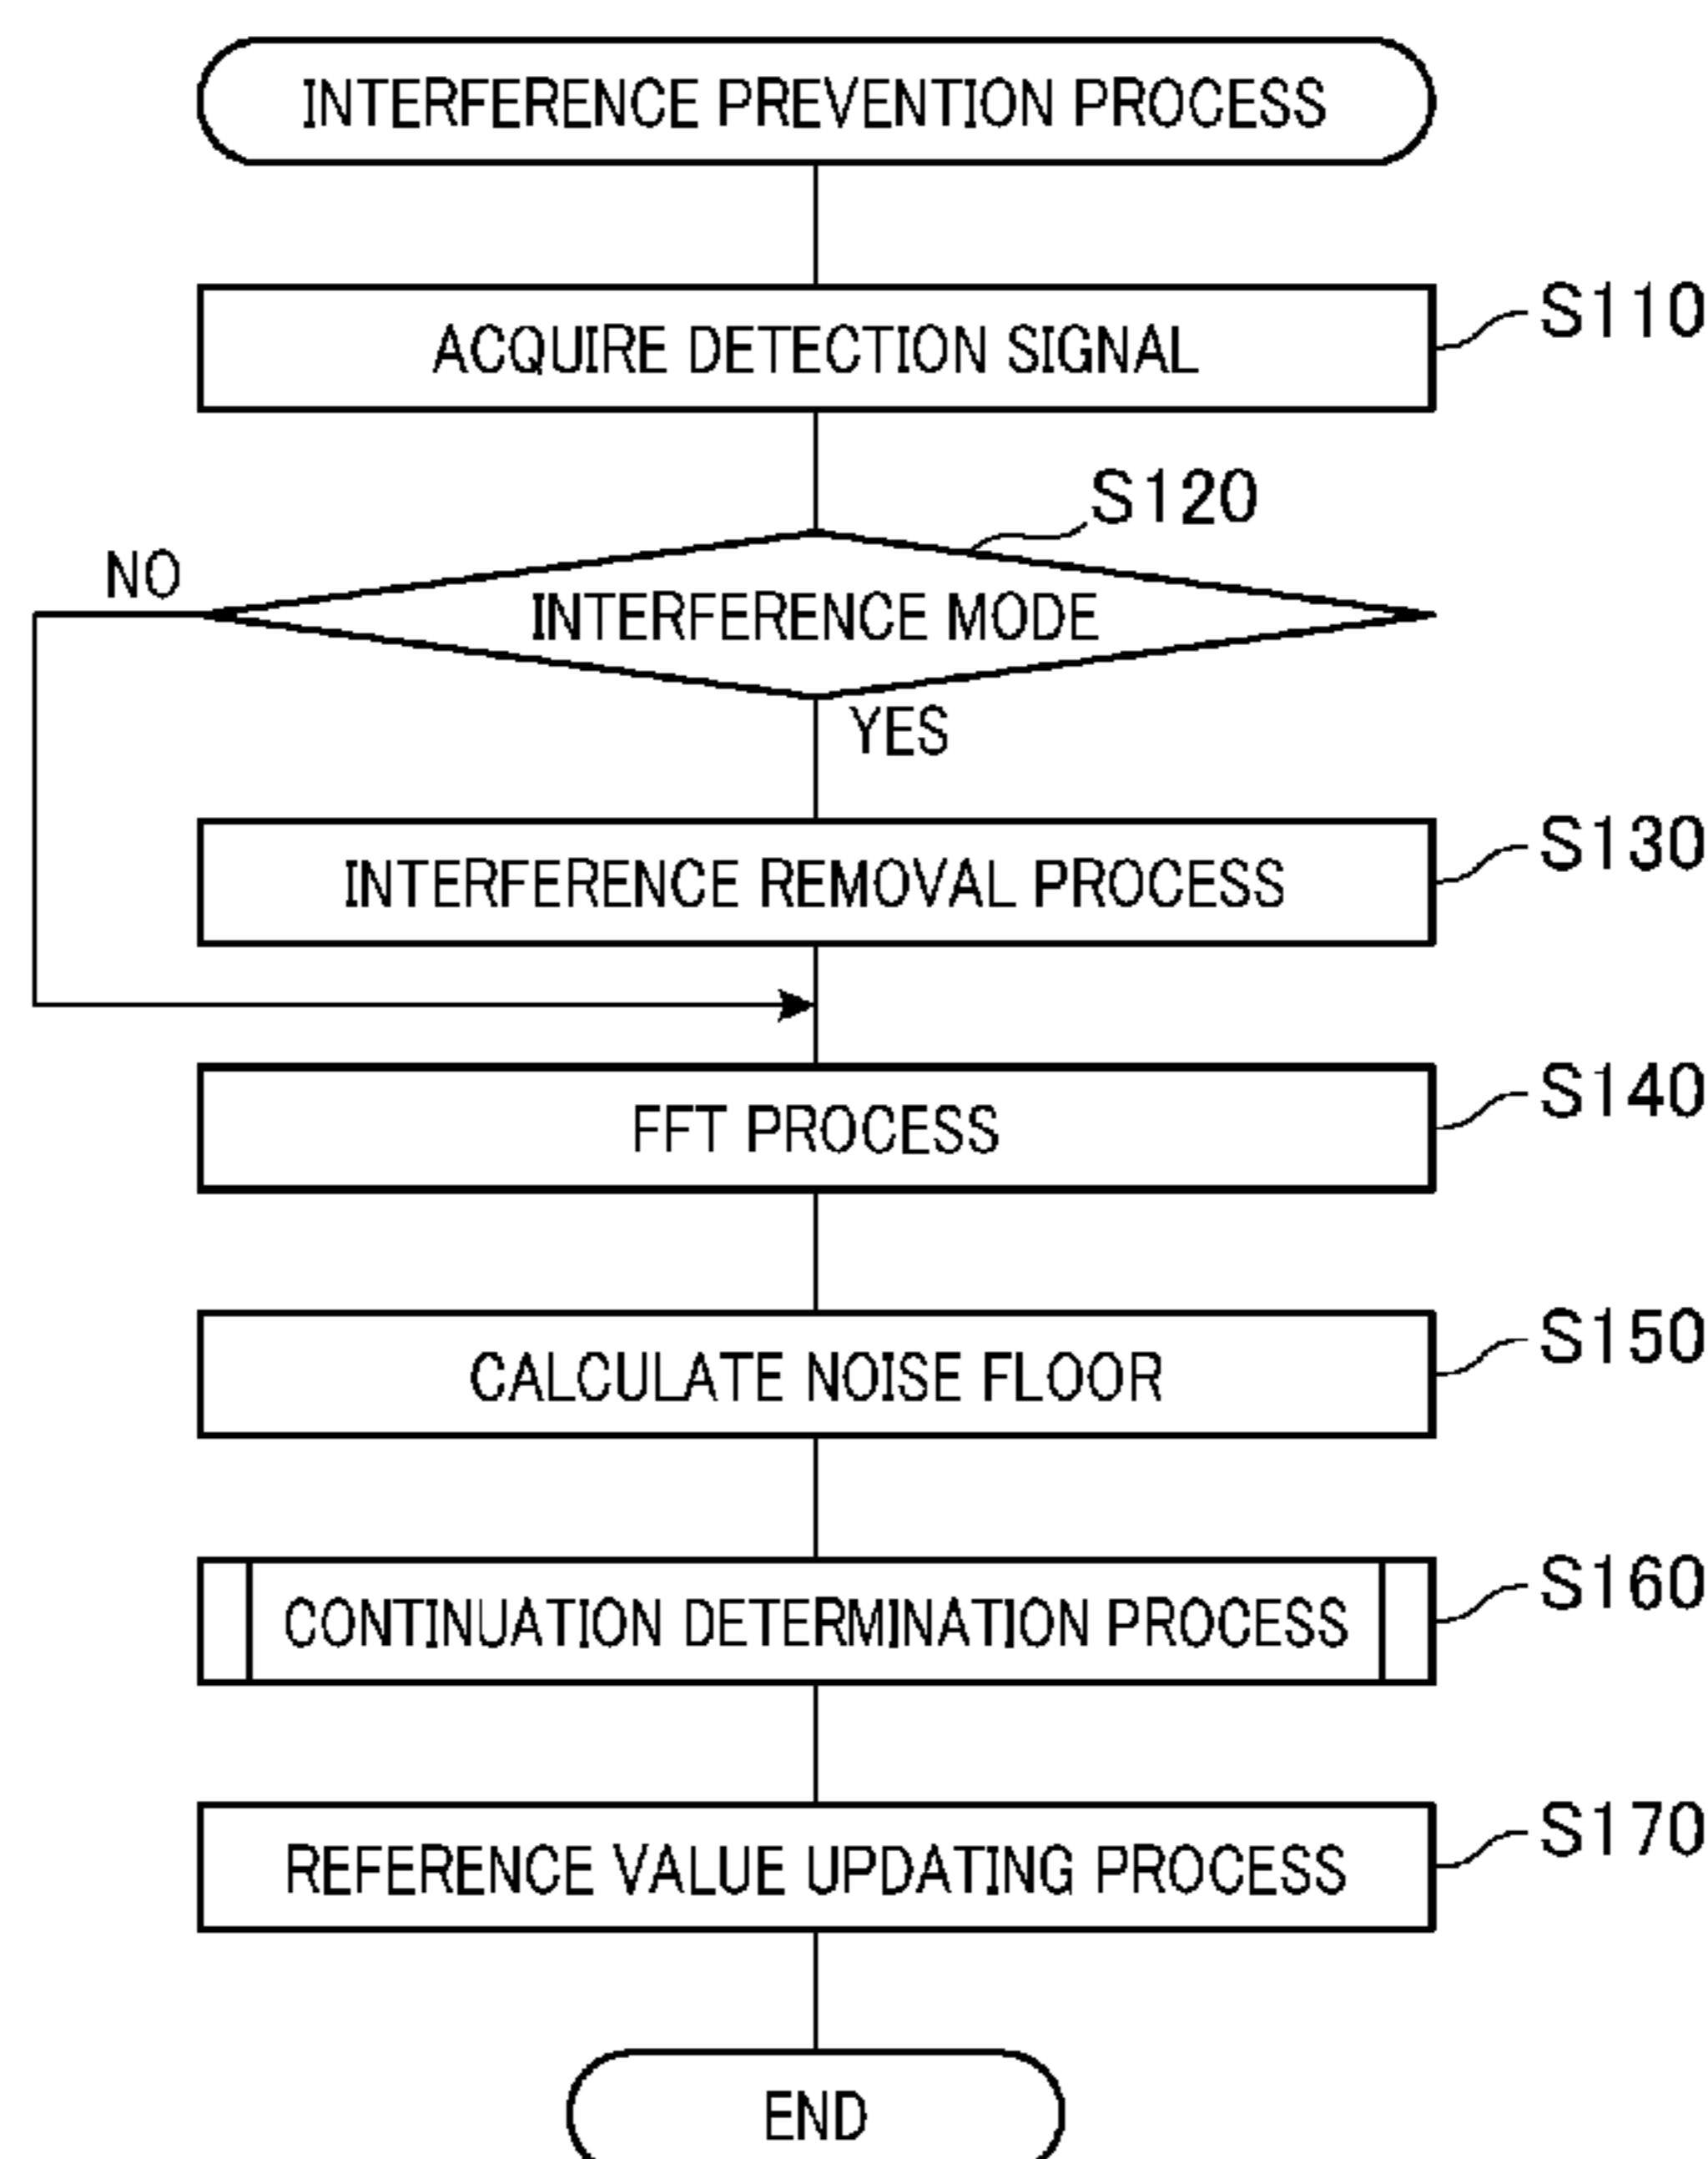 INTERFERENCE PREVENTION PROCESS
ACQUIRE DETECTION SIGNAL
S110
S120
NO
INTERFERENCE MODE
YES
INTERFERENCE REMOVAL PROCESS
S130
FFT PROCESS
S140
CALCULATE NOISE FLOOR
S150
CONTINUATION DETERMINATION PROCESS
S160
REFERENCE VALUE UPDATING PROCESS
S170
END